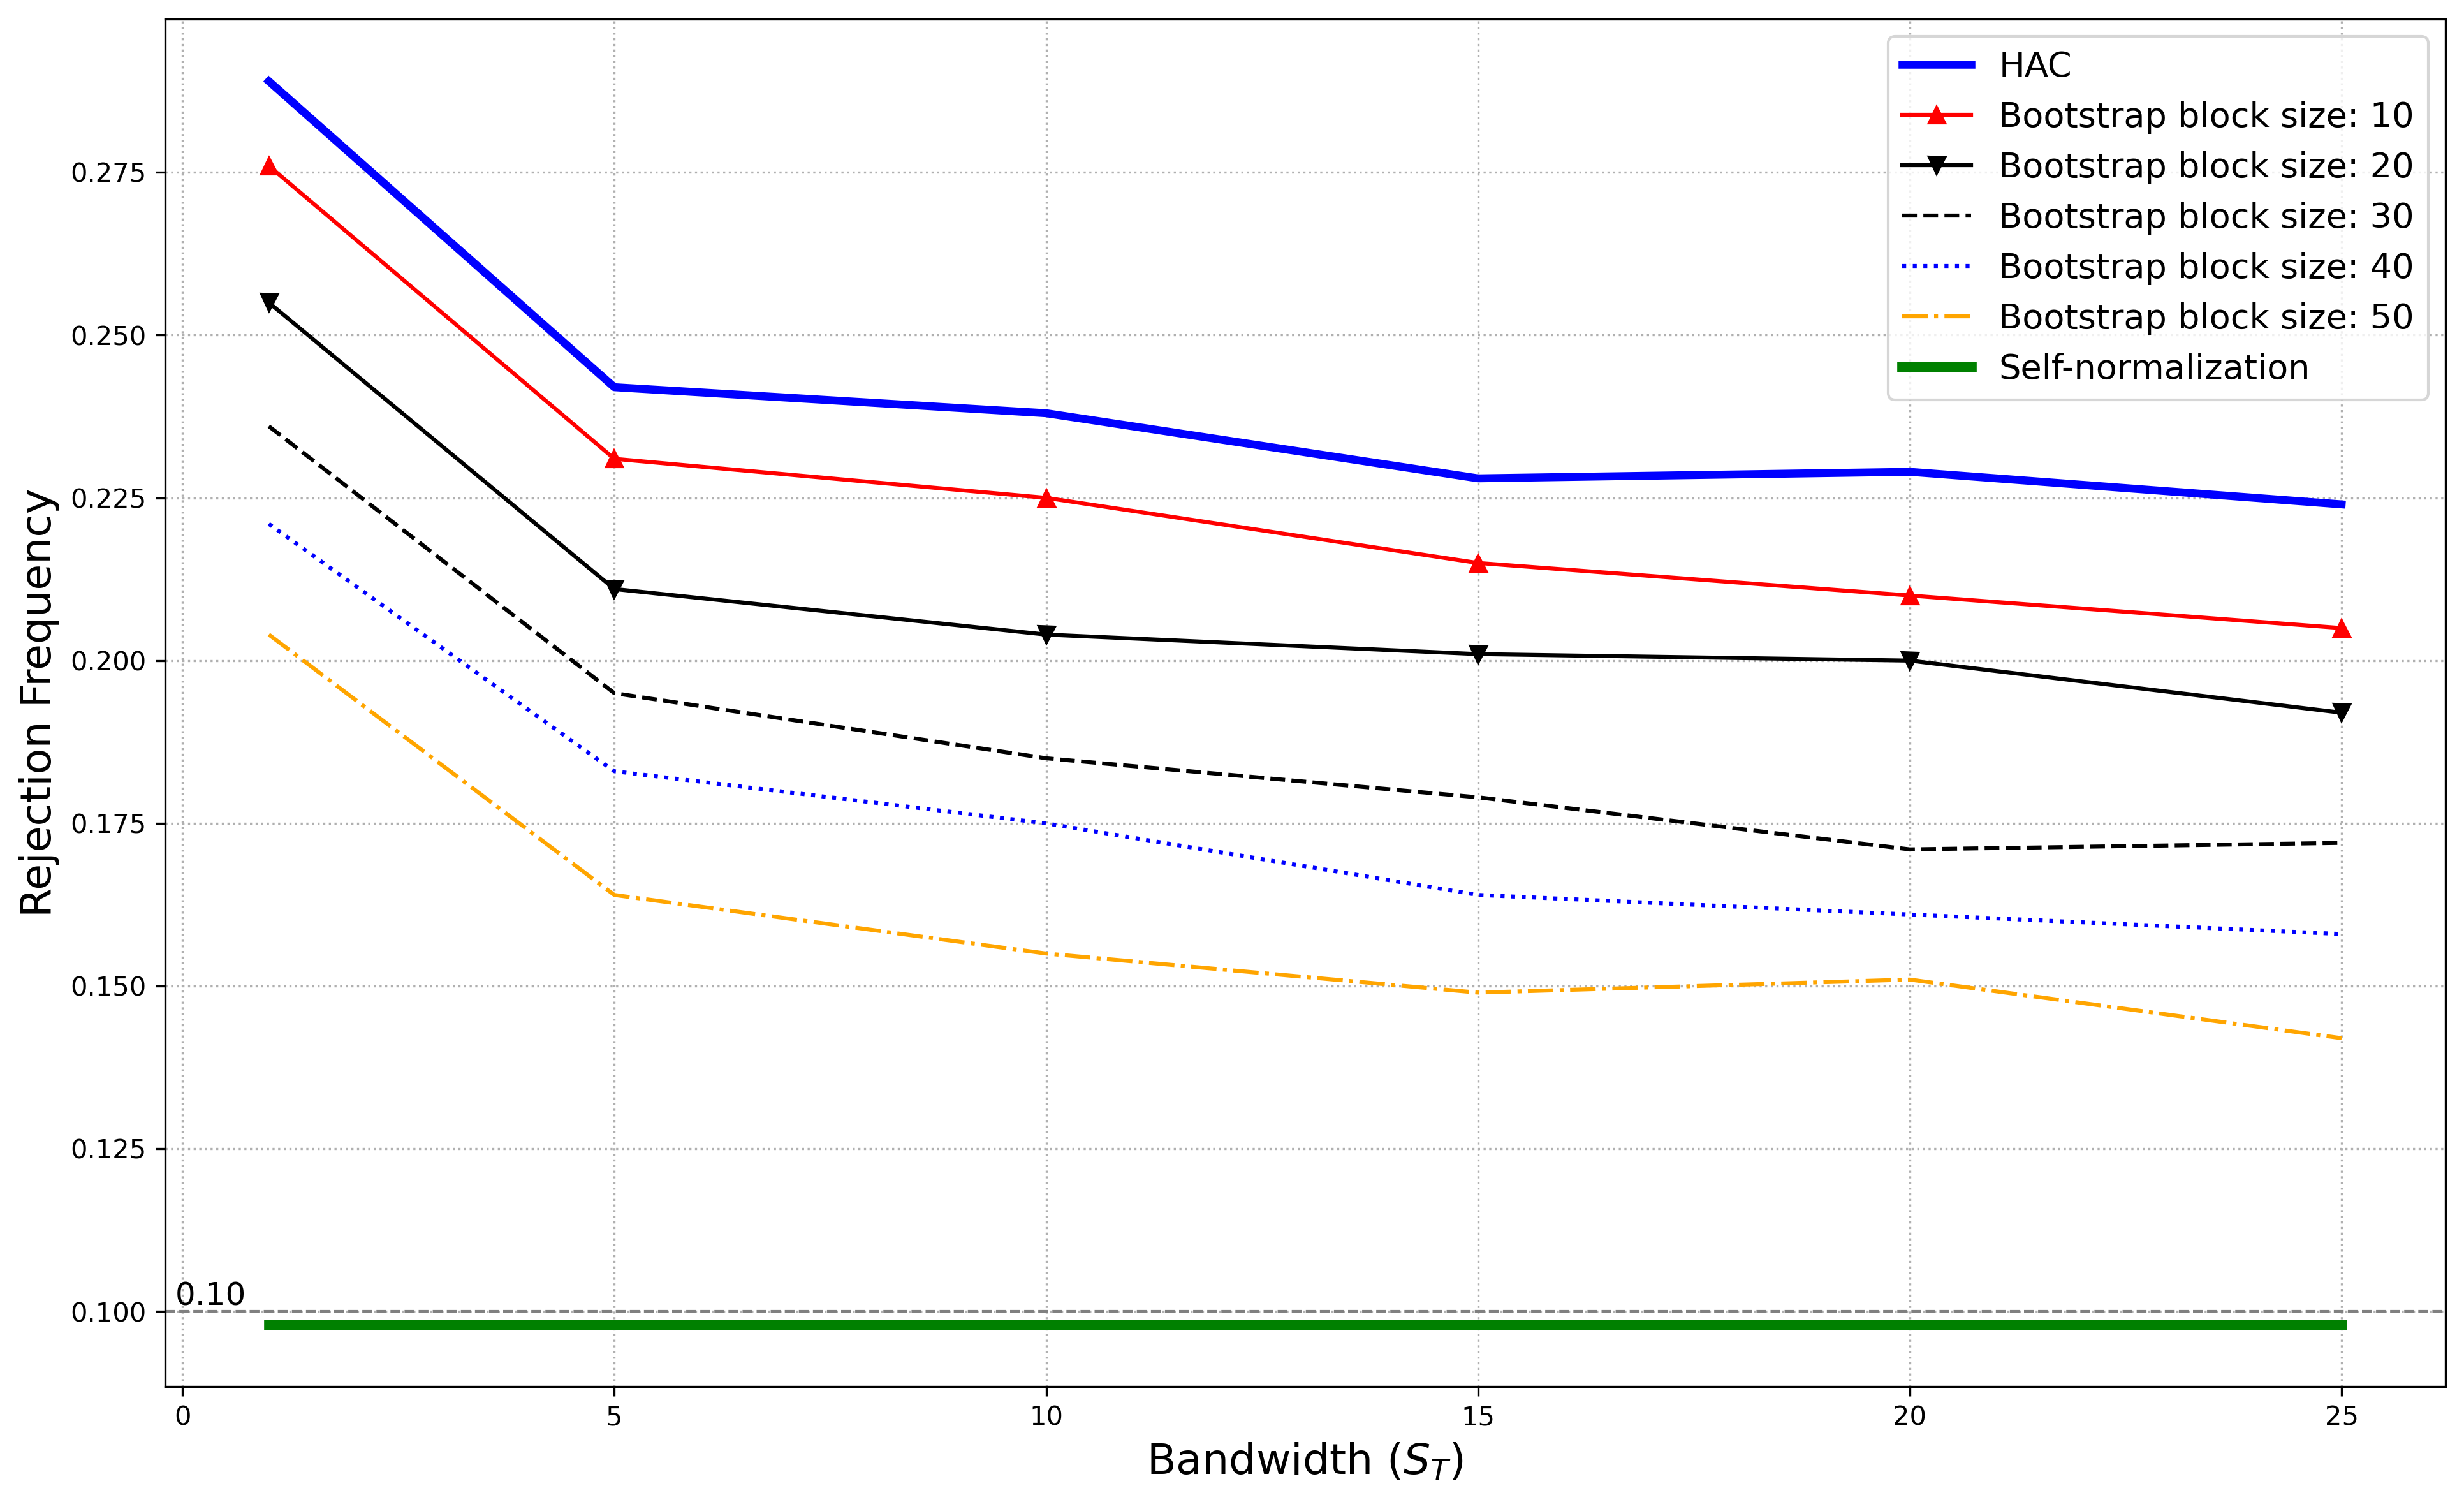 HAC
Bootstrap block size: 10
Bootstrap block size: 20
Bootstrap block size: 30
Bootstrap block size: 40
Bootstrap block size: 50
Self-normalization
Rejection Frequency
0.275
0.250
0.225
0.200
0.175
0.150
0.125
0.100
0.10
0 5 10 15 20 25
Bandwidth (S_T)